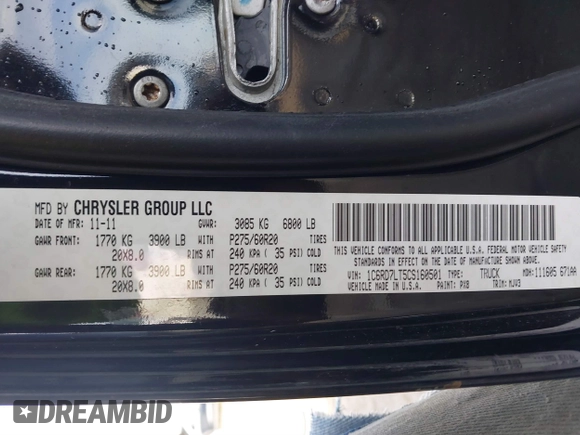 MFD BY CHRYSLER GROUP LLC
DATE OF MFR: 11-11 GVWR: 3085 KG 6800 LB
GAWR FRONT: 1770 KG 3900 LB WITH P275/60R20 TIRES
20X8.0 RIMS AT 240 KPA ( 35 PSI) COLD
GAWR REAR: 1770 KG 3900 LB WITH P275/60R20 TIRES
20X8.0 RIMS AT 240 KPA ( 35 PSI) COLD
THIS VEHICLE CONFORMS TO ALL APPLICABLE U.S.A. FEDERAL MOTOR VEHICLE SAFETY
STANDARDS IN EFFECT ON THE DATE OF MANUFACTURE SHOWN ABOVE.
VIN: 1C6RD7LT5CS160501 TYPE: TRUCK MDH: 111605 671AA
VEHICLE MADE IN U.S.A. PAINT: PX8 TRIM: MJV3
DREAMBID